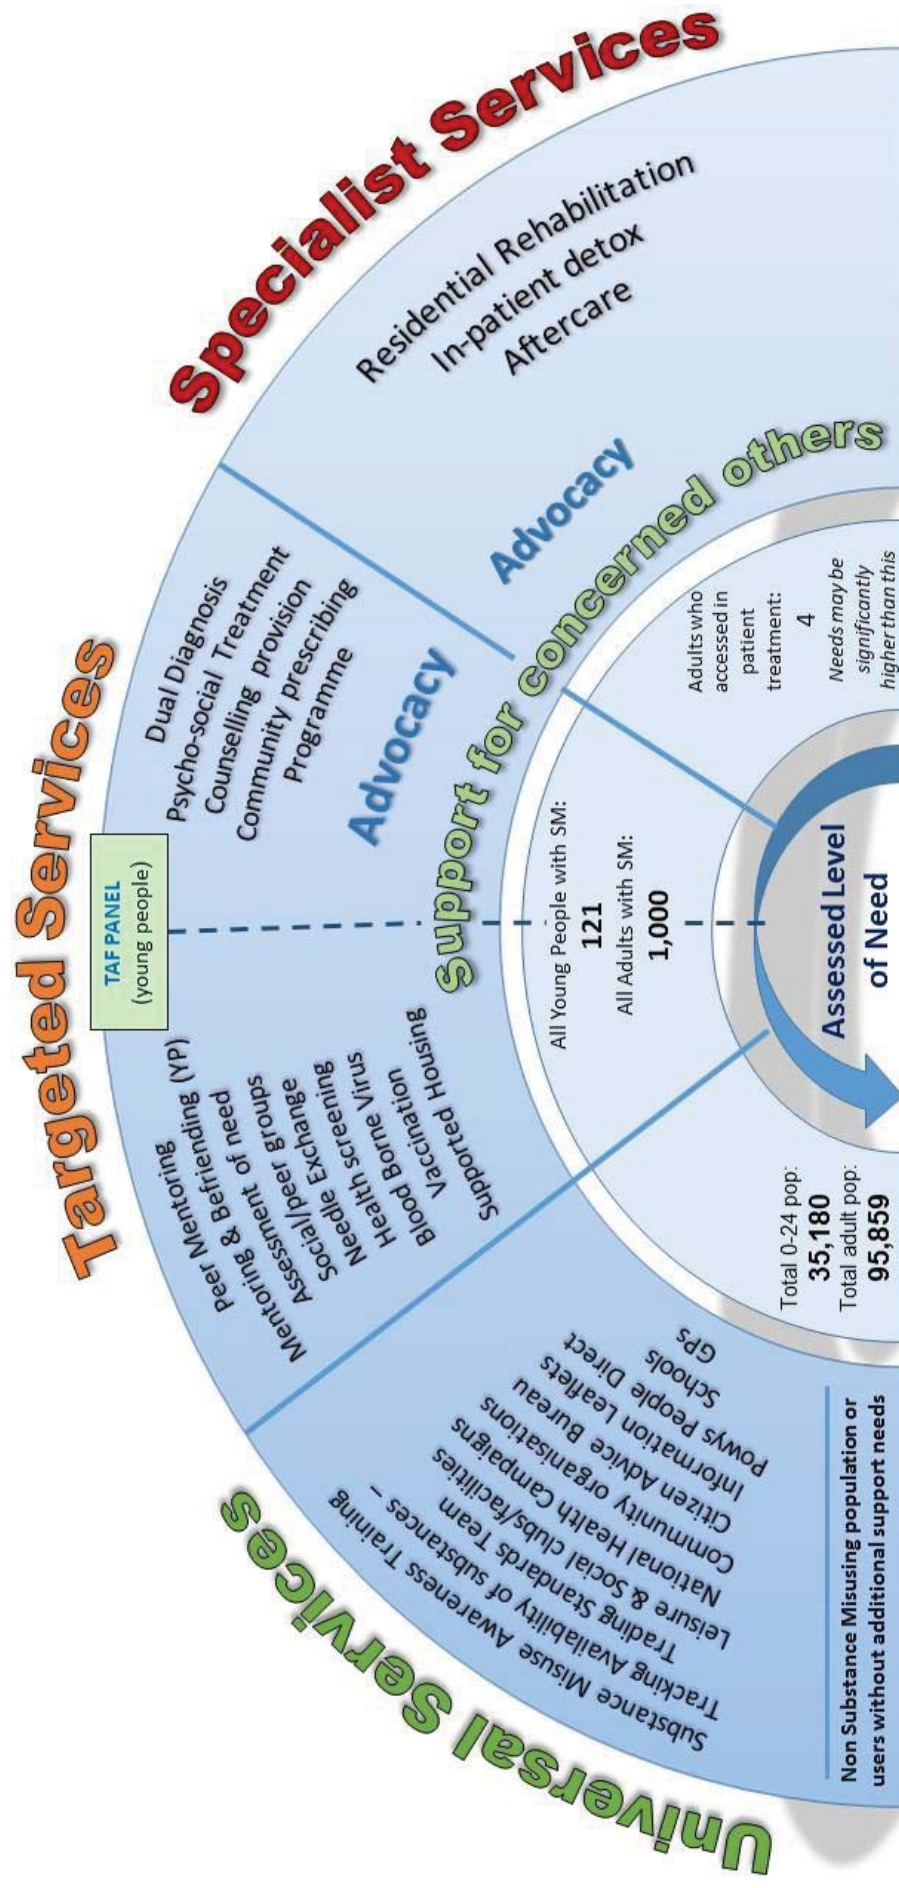 Universal Services
Targeted Services
Specialist Services
Substance Misuse Awareness Training
Tracking Availability of substances –
Trading Standards Team
Leisure & Social clubs/facilities
National Health Campaigns
Community organisations
Citizen Advice Bureau
Information Leaflets
Powys People Direct
Schools
GPs
Non Substance Misusing population or
users without additional support needs
Peer Mentoring
Mentoring & Befriending (YP)
Assessment of need
Social/peer groups
Needle Exchange
Health screening
Blood Borne Virus
Vaccination
Supported Housing
TAF PANEL
(young people)
Dual Diagnosis
Psycho-social Treatment
Counselling provision
Community prescribing
Programme
Advocacy
Residential Rehabilitation
In-patient detox
Aftercare
Advocacy
Support for concerned others
Total 0-24 pop:
35,180
Total adult pop:
95,859
All Young People with SM:
121
All Adults with SM:
1,000
Adults who
accessed in
patient
treatment:
4
Needs may be
significantly
higher than this
Assessed Level
of Need